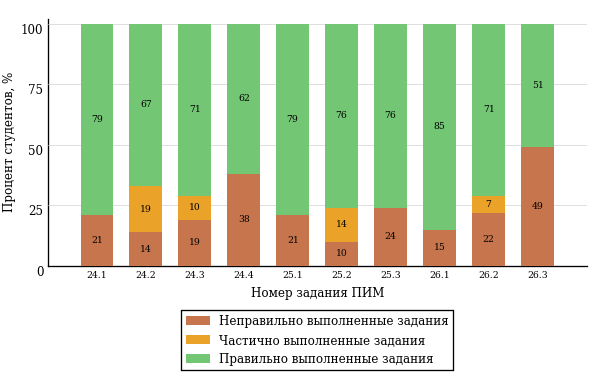 Процент студентов, %
100
75
50
25
0
79 67 71 62 79 76 76 85 71 51
19 10 14 7
21 14 19 38 21 10 24 15 22 49
24.1 24.2 24.3 24.4 25.1 25.2 25.3 26.1 26.2 26.3
Номер задания ПИМ
Неправильно выполненные задания
Частично выполненные задания
Правильно выполненные задания